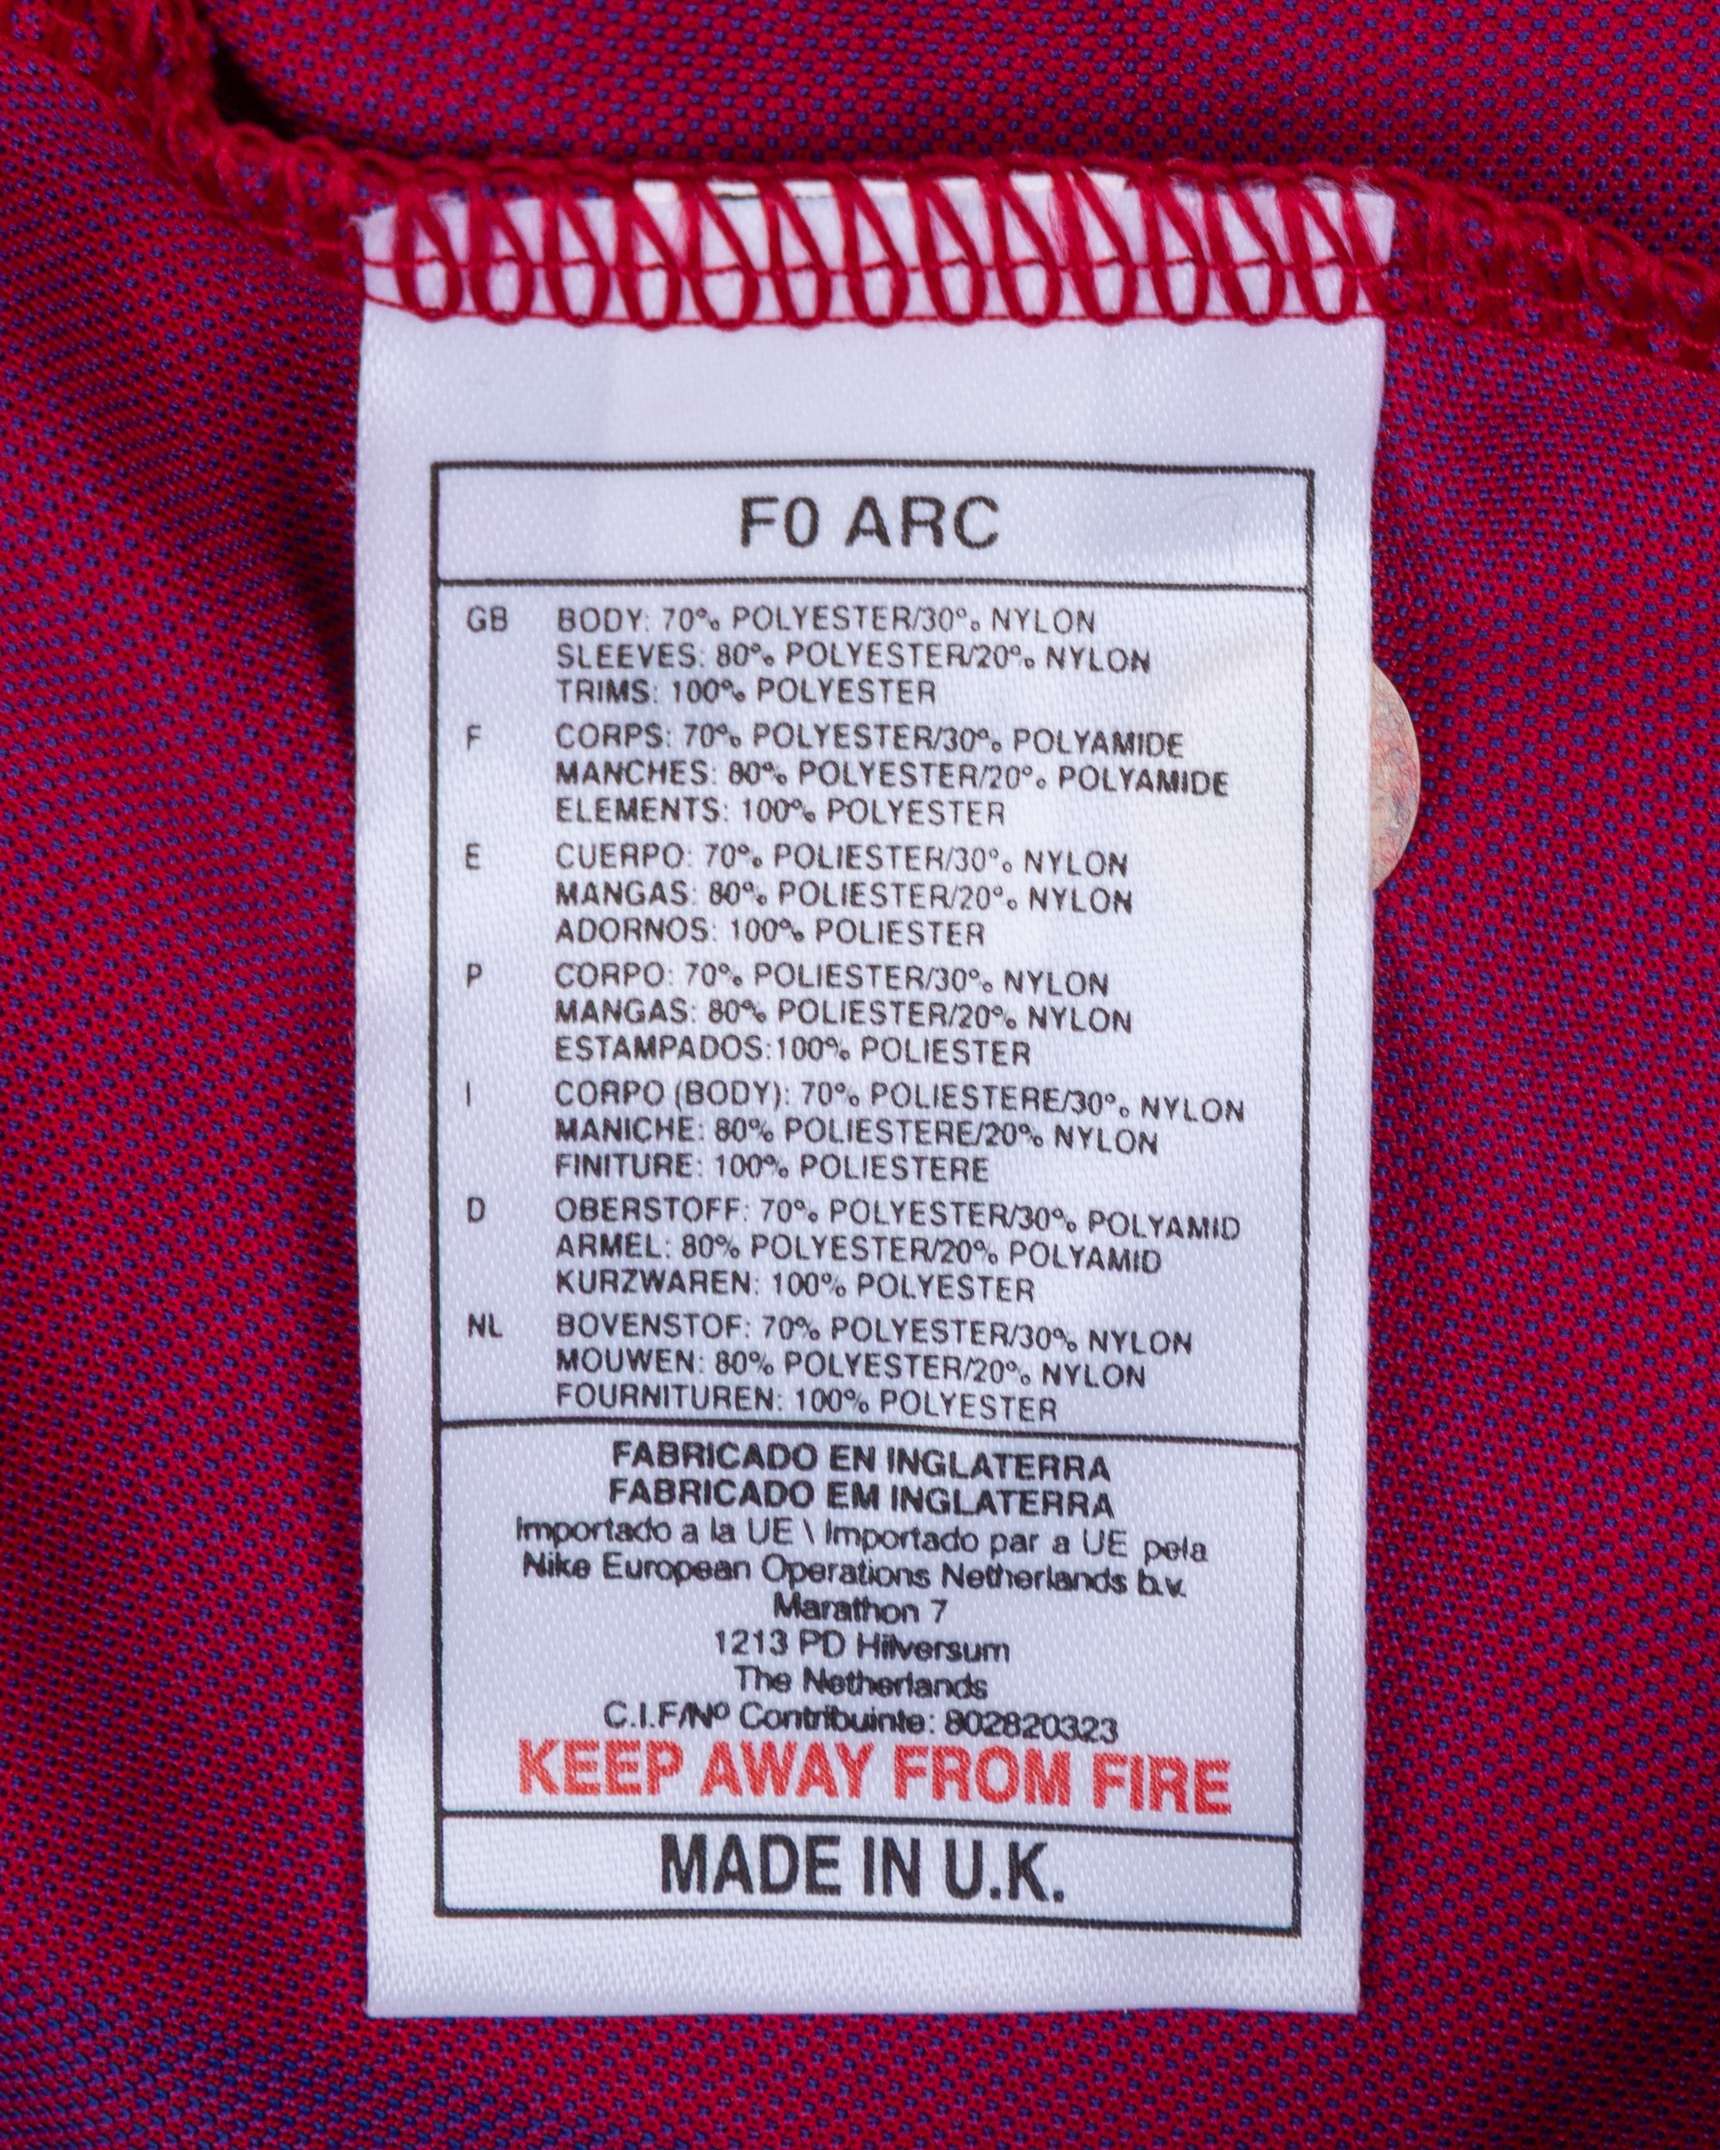 F0 ARC
GB BODY: 70% POLYESTER/30% NYLON
SLEEVES: 80% POLYESTER/20% NYLON
TRIMS: 100% POLYESTER
F CORPS: 70% POLYESTER/30% POLYAMIDE
MANCHES: 80% POLYESTER/20% POLYAMIDE
ELEMENTS: 100% POLYESTER
E CUERPO: 70% POLIESTER/30% NYLON
MANGAS: 80% POLIESTER/20% NYLON
ADORNOS: 100% POLIESTER
P CORPO: 70% POLIESTER/30% NYLON
MANGAS: 80% POLIESTER/20% NYLON
ESTAMPADOS:100% POLIESTER
I CORPO (BODY): 70% POLIESTERE/30% NYLON
MANICHE: 80% POLIESTERE/20% NYLON
FINITURE: 100% POLIESTERE
D OBERSTOFF: 70% POLYESTER/30% POLYAMID
ARMEL: 80% POLYESTER/20% POLYAMID
KURZWAREN: 100% POLYESTER
NL BOVENSTOF: 70% POLYESTER/30% NYLON
MOUWEN: 80% POLYESTER/20% NYLON
FOURNITUREN: 100% POLYESTER
FABRICADO EN INGLATERRA
FABRICADO EM INGLATERRA
Importado a la UE \ Importado par a UE pela
Nike European Operations Netherlands b.v.
Marathon 7
1213 PD Hilversum
The Netherlands
C.I.F/Nº Contribuinte: 802820323
KEEP AWAY FROM FIRE
MADE IN U.K.